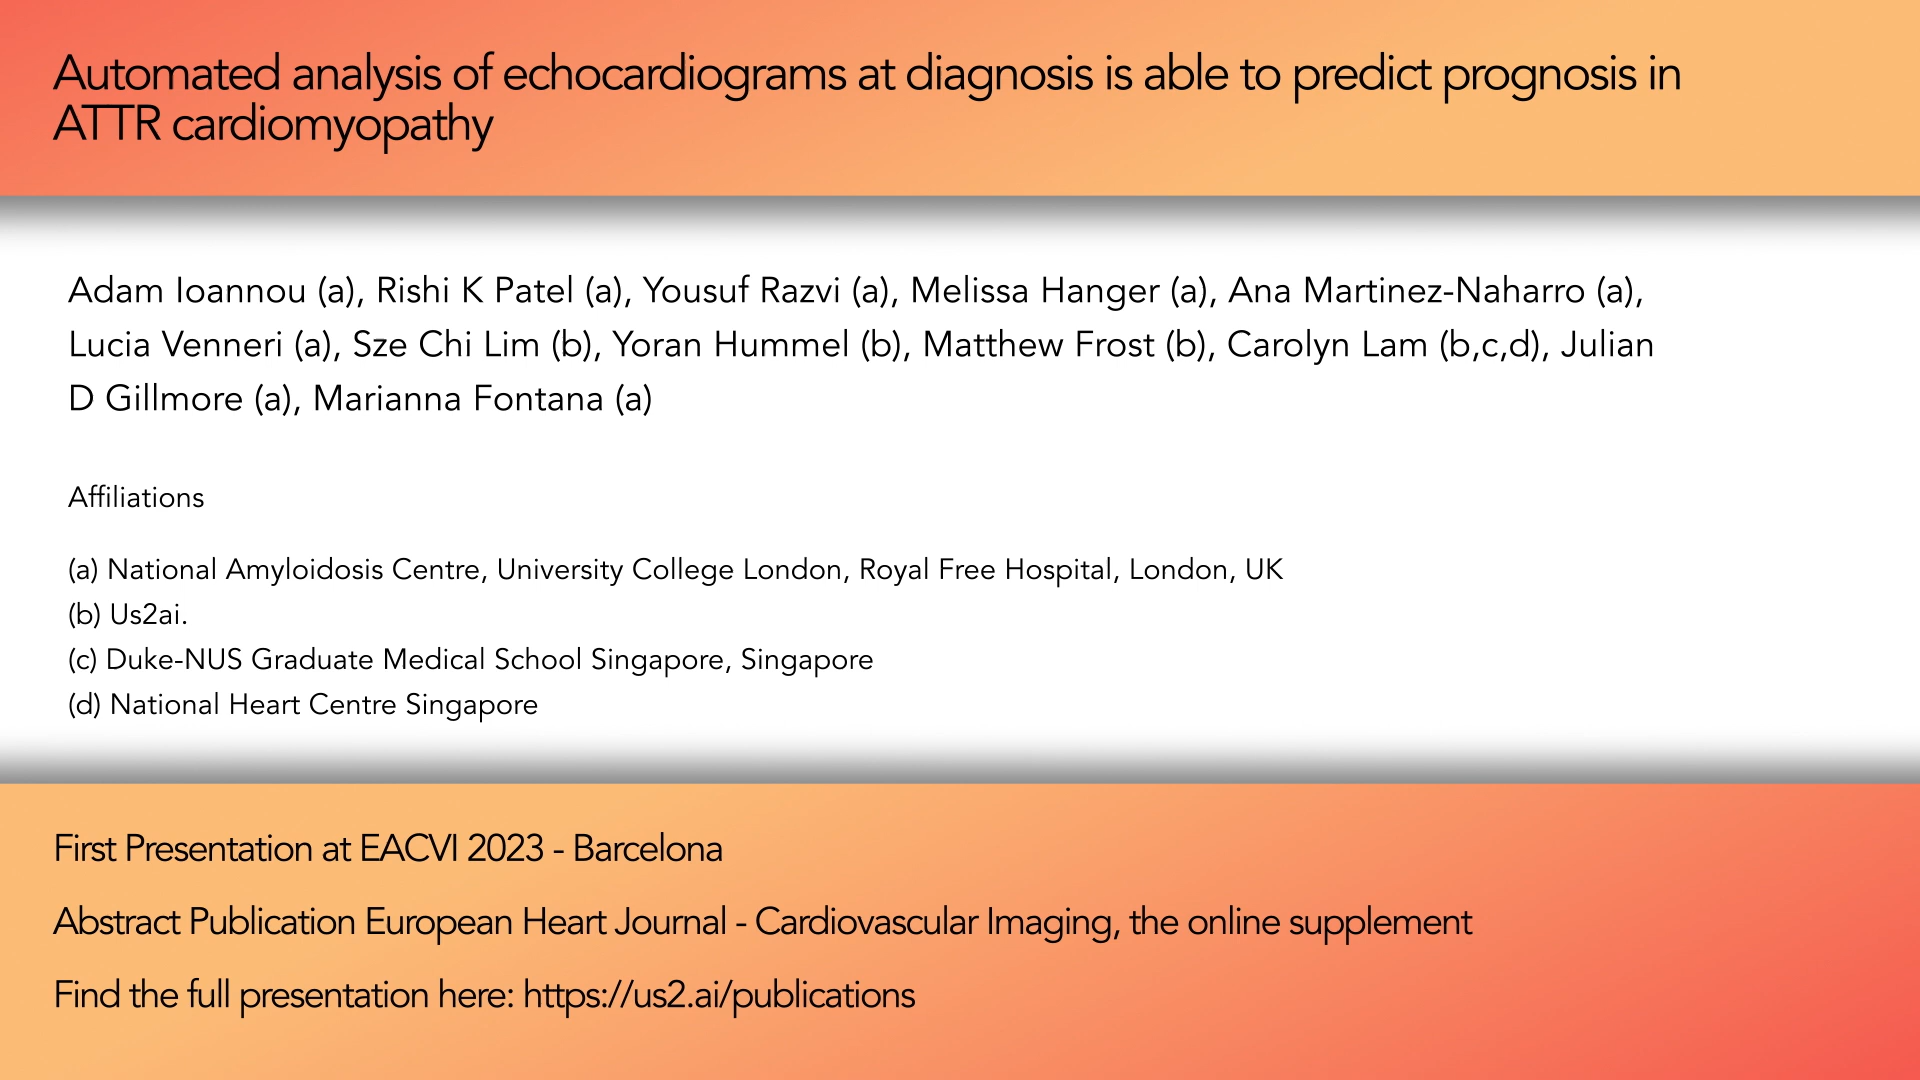 Automated analysis of echocardiograms at diagnosis is able to predict prognosis in
ATTR cardiomyopathy
Adam Ioannou (a), Rishi K Patel (a), Yousuf Razvi (a), Melissa Hanger (a), Ana Martinez-Naharro (a),
Lucia Venneri (a), Sze Chi Lim (b), Yoran Hummel (b), Matthew Frost (b), Carolyn Lam (b,c,d), Julian
D Gillmore (a), Marianna Fontana (a)
Affiliations
(a) National Amyloidosis Centre, University College London, Royal Free Hospital, London, UK
(b) Us2ai.
(c) Duke-NUS Graduate Medical School Singapore, Singapore
(d) National Heart Centre Singapore
First Presentation at EACVI 2023 - Barcelona
Abstract Publication European Heart Journal - Cardiovascular Imaging, the online supplement
Find the full presentation here: https://us2.ai/publications